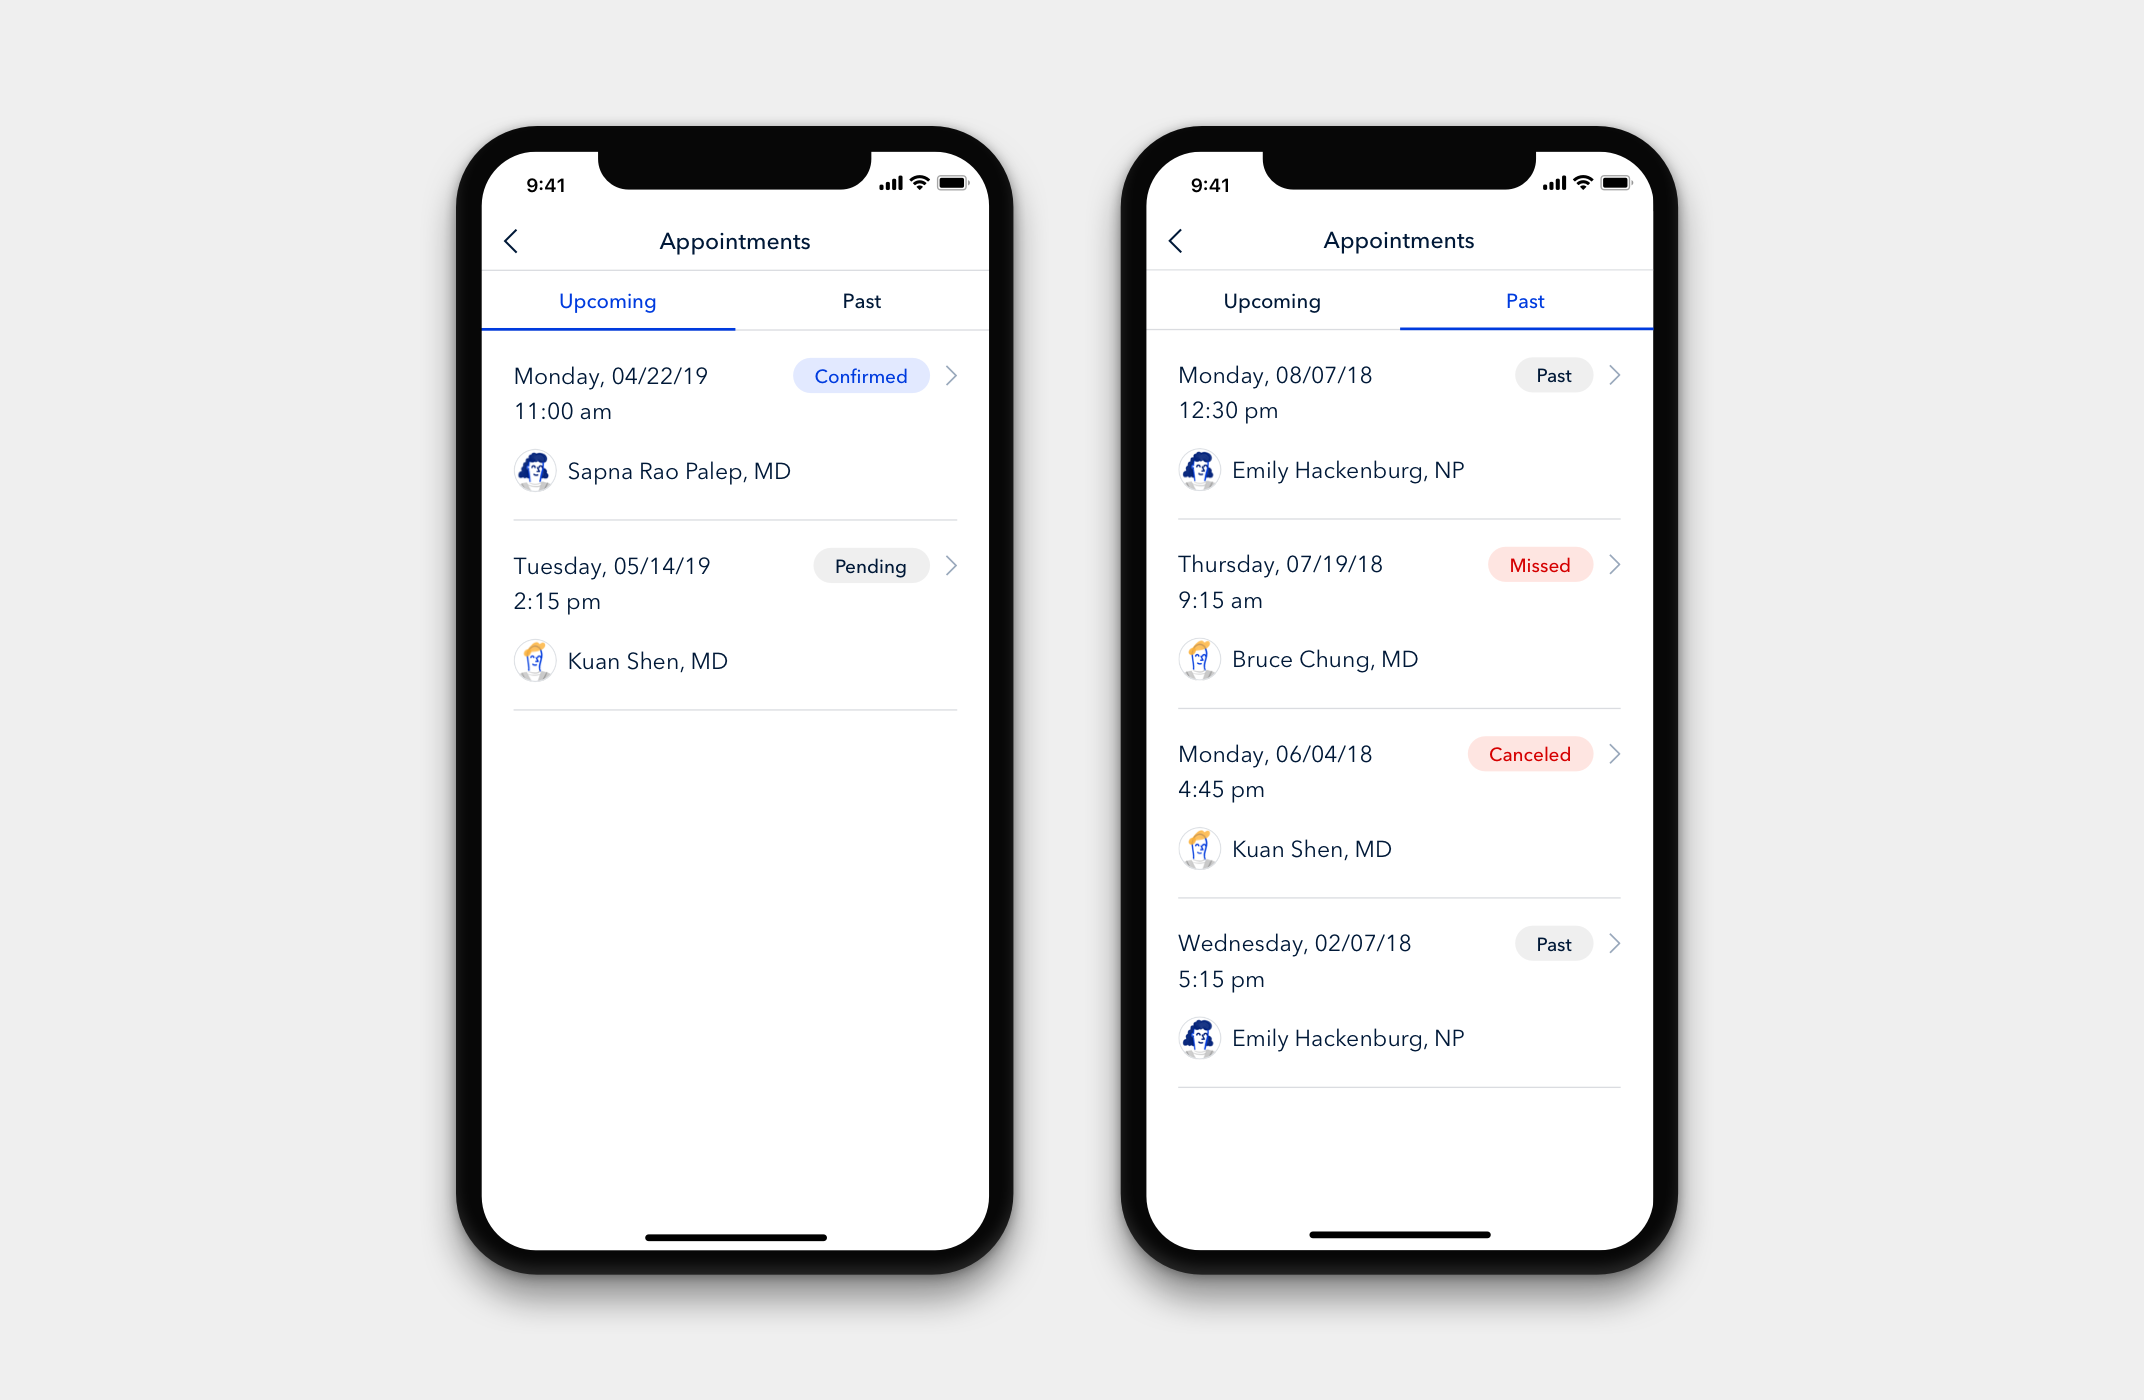 9:41
Appointments
Upcoming Past
Monday, 04/22/19 Confirmed
11:00 am
Sapna Rao Palep, MD
Tuesday, 05/14/19 Pending
2:15 pm
Kuan Shen, MD
9:41
Appointments
Upcoming Past
Monday, 08/07/18 Past
12:30 pm
Emily Hackenburg, NP
Thursday, 07/19/18 Missed
9:15 am
Bruce Chung, MD
Monday, 06/04/18 Canceled
4:45 pm
Kuan Shen, MD
Wednesday, 02/07/18 Past
5:15 pm
Emily Hackenburg, NP